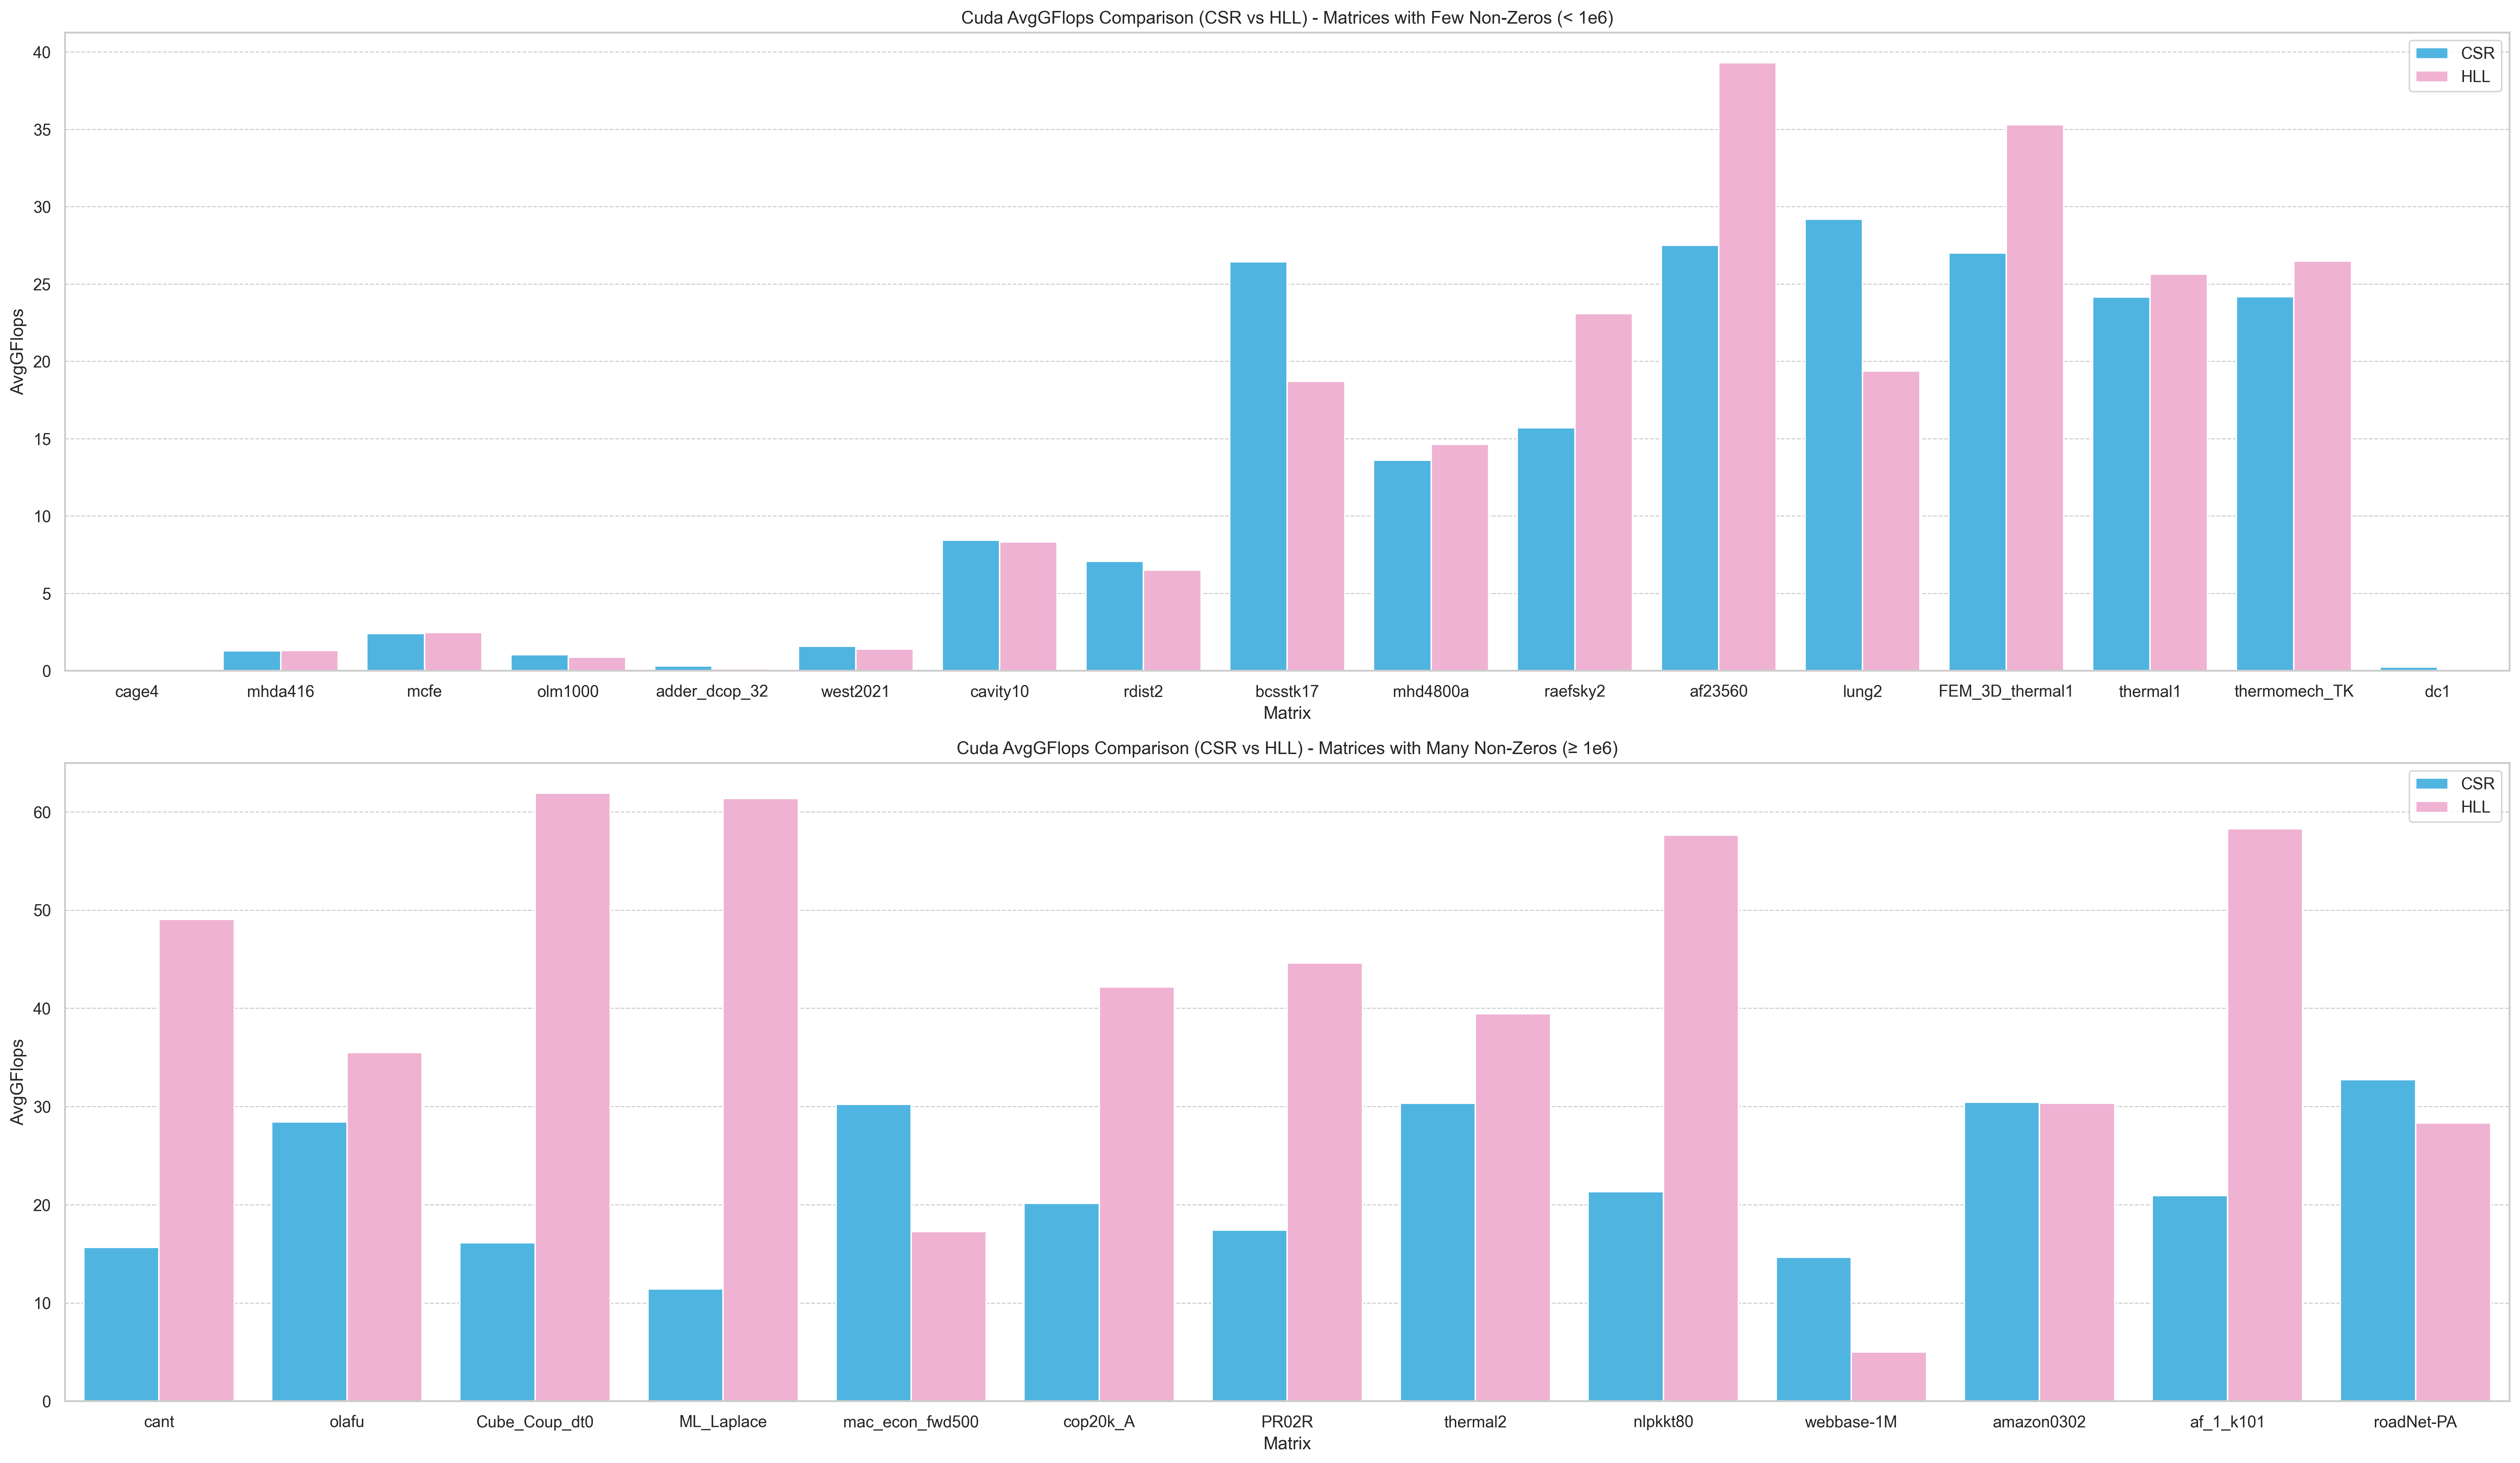 Cuda AvgGFlops Comparison (CSR vs HLL) - Matrices with Few Non-Zeros (< 1e6)
CSR
HLL
AvgGFlops
40
35
30
25
20
15
10
5
0
cage4 mhda416 mcfe olm1000 adder_dcop_32 west2021 cavity10 rdist2 bcsstk17 mhd4800a raefsky2 af23560 lung2 FEM_3D_thermal1 thermal1 thermomech_TK dc1
Matrix
Cuda AvgGFlops Comparison (CSR vs HLL) - Matrices with Many Non-Zeros (≥ 1e6)
CSR
HLL
AvgGFlops
60
50
40
30
20
10
0
cant olafu Cube_Coup_dt0 ML_Laplace mac_econ_fwd500 cop20k_A PR02R thermal2 nlpkkt80 webbase-1M amazon0302 af_1_k101 roadNet-PA
Matrix